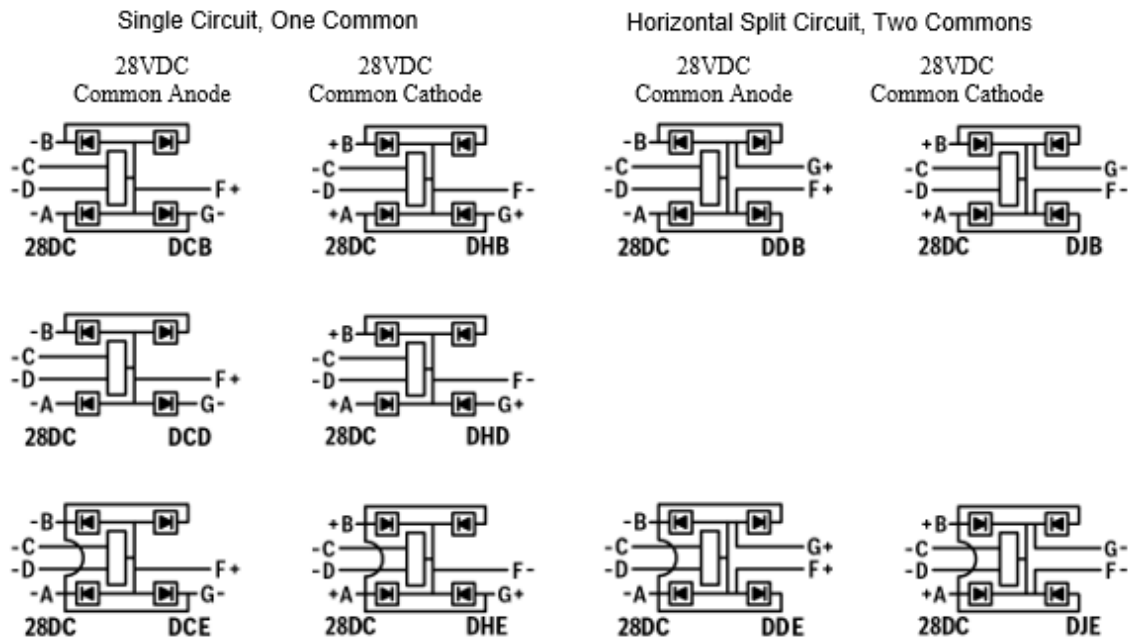 Single Circuit, One Common
Horizontal Split Circuit, Two Commons
28VDC
Common Anode
28VDC
Common Cathode
28VDC
Common Anode
28VDC
Common Cathode
-B
-C
-D
F+
-A
G-
28DC DCB
+B
-C
-D
F-
+A
G+
28DC DHB
-B
-C
G+
-D
F+
-A
28DC DDB
+B
-C
G-
-D
F-
+A
28DC DJB
-B
-C
-D
F+
-A
G-
28DC DCD
+B
-C
-D
F-
+A
G+
28DC DHD
-B
-C
-D
F+
-A
G-
28DC DCE
+B
-C
-D
F-
+A
G+
28DC DHE
-B
-C
G+
-D
F+
-A
28DC DDE
+B
-C
G-
-D
F-
+A
28DC DJE